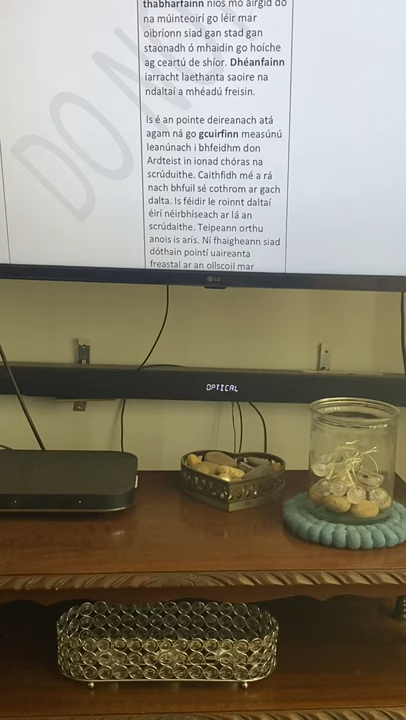 thabharfainn níos mó airgid do
na múinteoirí go léir mar
oibríonn siad gan stad gan
staonadh ó mhaidin go hoíche
ag ceartú de shíor. Dhéanfainn
iarracht laethanta saoire na
ndaltaí a mhéadú freisin.
Is é an pointe deireanach atá
agam ná go gcuirfinn measúnú
leanúnach i bhfeidhm don
Ardteist in ionad chóras na
scrúduithe. Caithfidh mé a rá
nach bhfuil sé cothrom ar gach
dalta. Is féidir le roinnt daltaí
éirí néirbhíseach ar lá an
scrúdaithe. Teipeann orthu
anois is arís. Ní fhaigheann siad
dóthain pointí uaireanta
freastal ar an ollscoil mar
DO NO
LG
OPTICAL